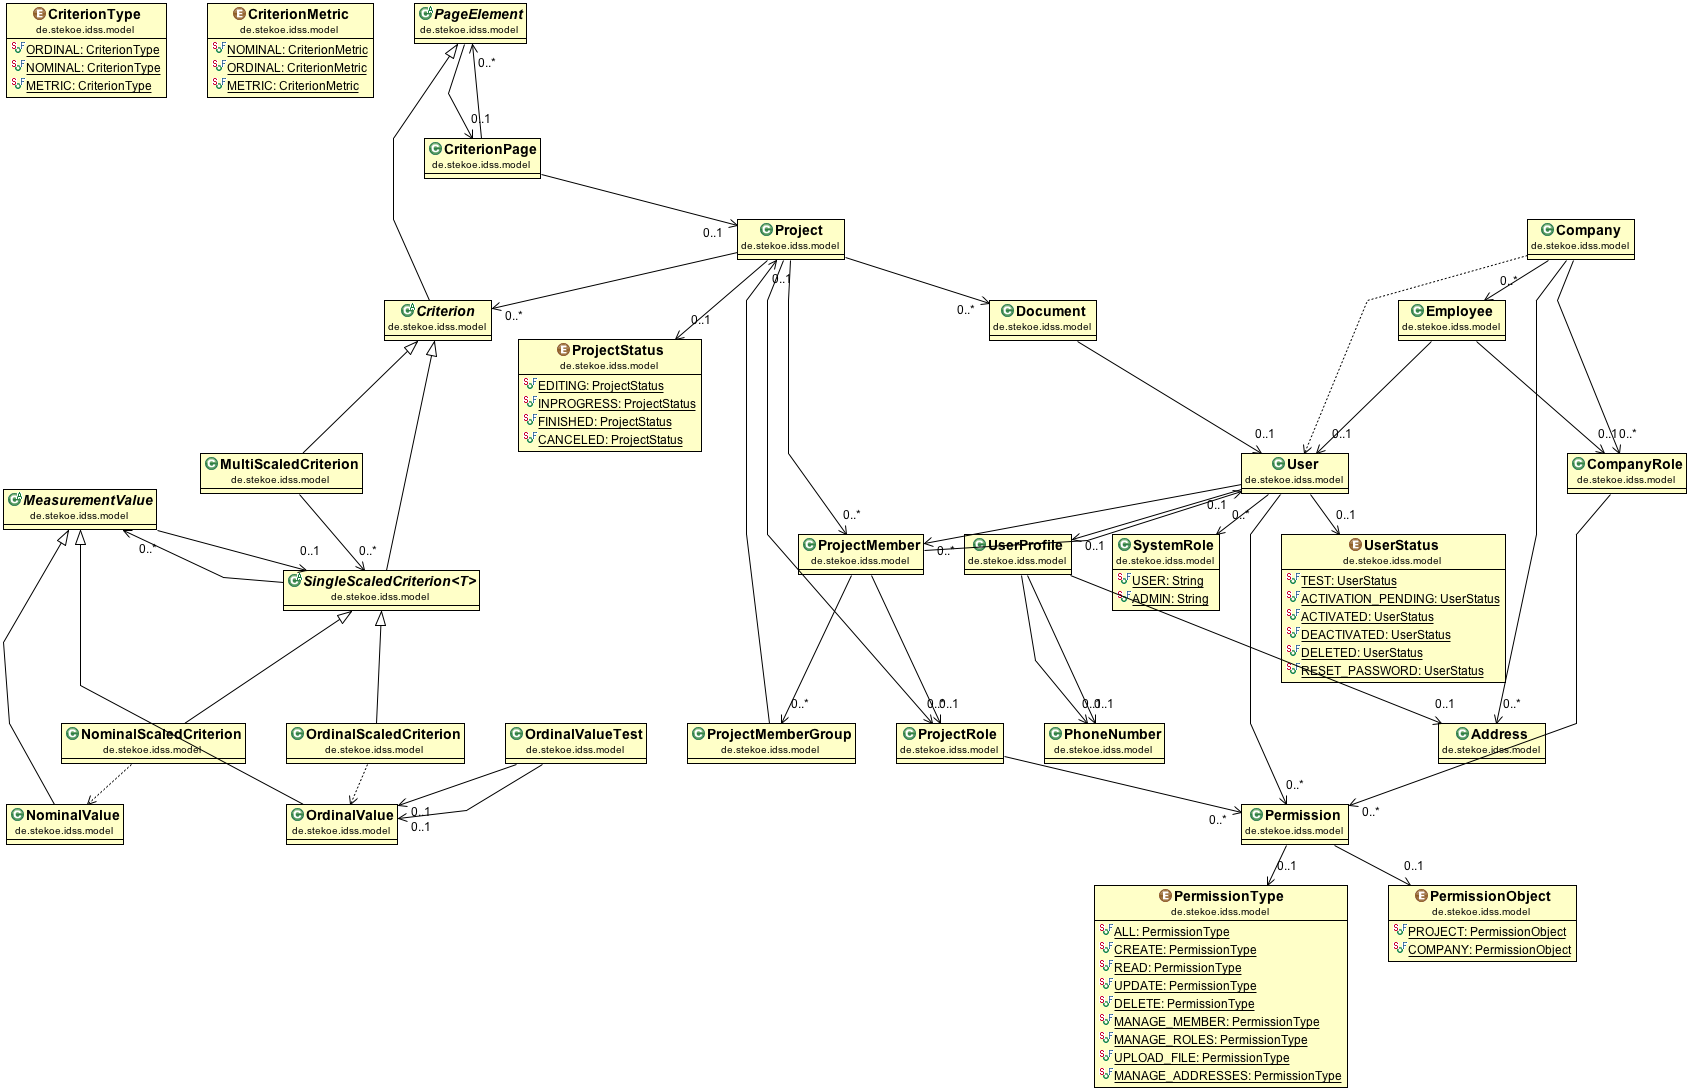 CriterionType
de.stekoe.idss.model
ORDINAL: CriterionType
NOMINAL: CriterionType
METRIC: CriterionType
CriterionMetric
de.stekoe.idss.model
NOMINAL: CriterionMetric
ORDINAL: CriterionMetric
METRIC: CriterionMetric
PageElement
de.stekoe.idss.model
0..*
0..1
CriterionPage
de.stekoe.idss.model
0..1
Project
de.stekoe.idss.model
Company
de.stekoe.idss.model
0..1
0..*
Criterion
de.stekoe.idss.model
0..*
0..1
0..*
Document
de.stekoe.idss.model
Employee
de.stekoe.idss.model
ProjectStatus
de.stekoe.idss.model
EDITING: ProjectStatus
INPROGRESS: ProjectStatus
FINISHED: ProjectStatus
CANCELED: ProjectStatus
0..1
0..1
0..1
0..*
MultiScaledCriterion
de.stekoe.idss.model
User
de.stekoe.idss.model
CompanyRole
de.stekoe.idss.model
MeasurementValue
de.stekoe.idss.model
0..*
0..1
0..*
0..*
0..1
0..*
0..1
0..*
0..1
SingleScaledCriterion<T>
de.stekoe.idss.model
ProjectMember
de.stekoe.idss.model
UserProfile
de.stekoe.idss.model
SystemRole
de.stekoe.idss.model
USER: String
ADMIN: String
UserStatus
de.stekoe.idss.model
TEST: UserStatus
ACTIVATION_PENDING: UserStatus
ACTIVATED: UserStatus
DEACTIVATED: UserStatus
DELETED: UserStatus
RESET_PASSWORD: UserStatus
0..*
0..*
0..1
0..1
0..1
0..1
0..*
NominalScaledCriterion
de.stekoe.idss.model
OrdinalScaledCriterion
de.stekoe.idss.model
OrdinalValueTest
de.stekoe.idss.model
ProjectMemberGroup
de.stekoe.idss.model
ProjectRole
de.stekoe.idss.model
PhoneNumber
de.stekoe.idss.model
Address
de.stekoe.idss.model
0..*
NominalValue
de.stekoe.idss.model
OrdinalValue
de.stekoe.idss.model
0..1
0..1
0..*
Permission
de.stekoe.idss.model
0..*
0..1
0..1
PermissionType
de.stekoe.idss.model
ALL: PermissionType
CREATE: PermissionType
READ: PermissionType
UPDATE: PermissionType
DELETE: PermissionType
MANAGE_MEMBER: PermissionType
MANAGE_ROLES: PermissionType
UPLOAD_FILE: PermissionType
MANAGE_ADDRESSES: PermissionType
PermissionObject
de.stekoe.idss.model
PROJECT: PermissionObject
COMPANY: PermissionObject